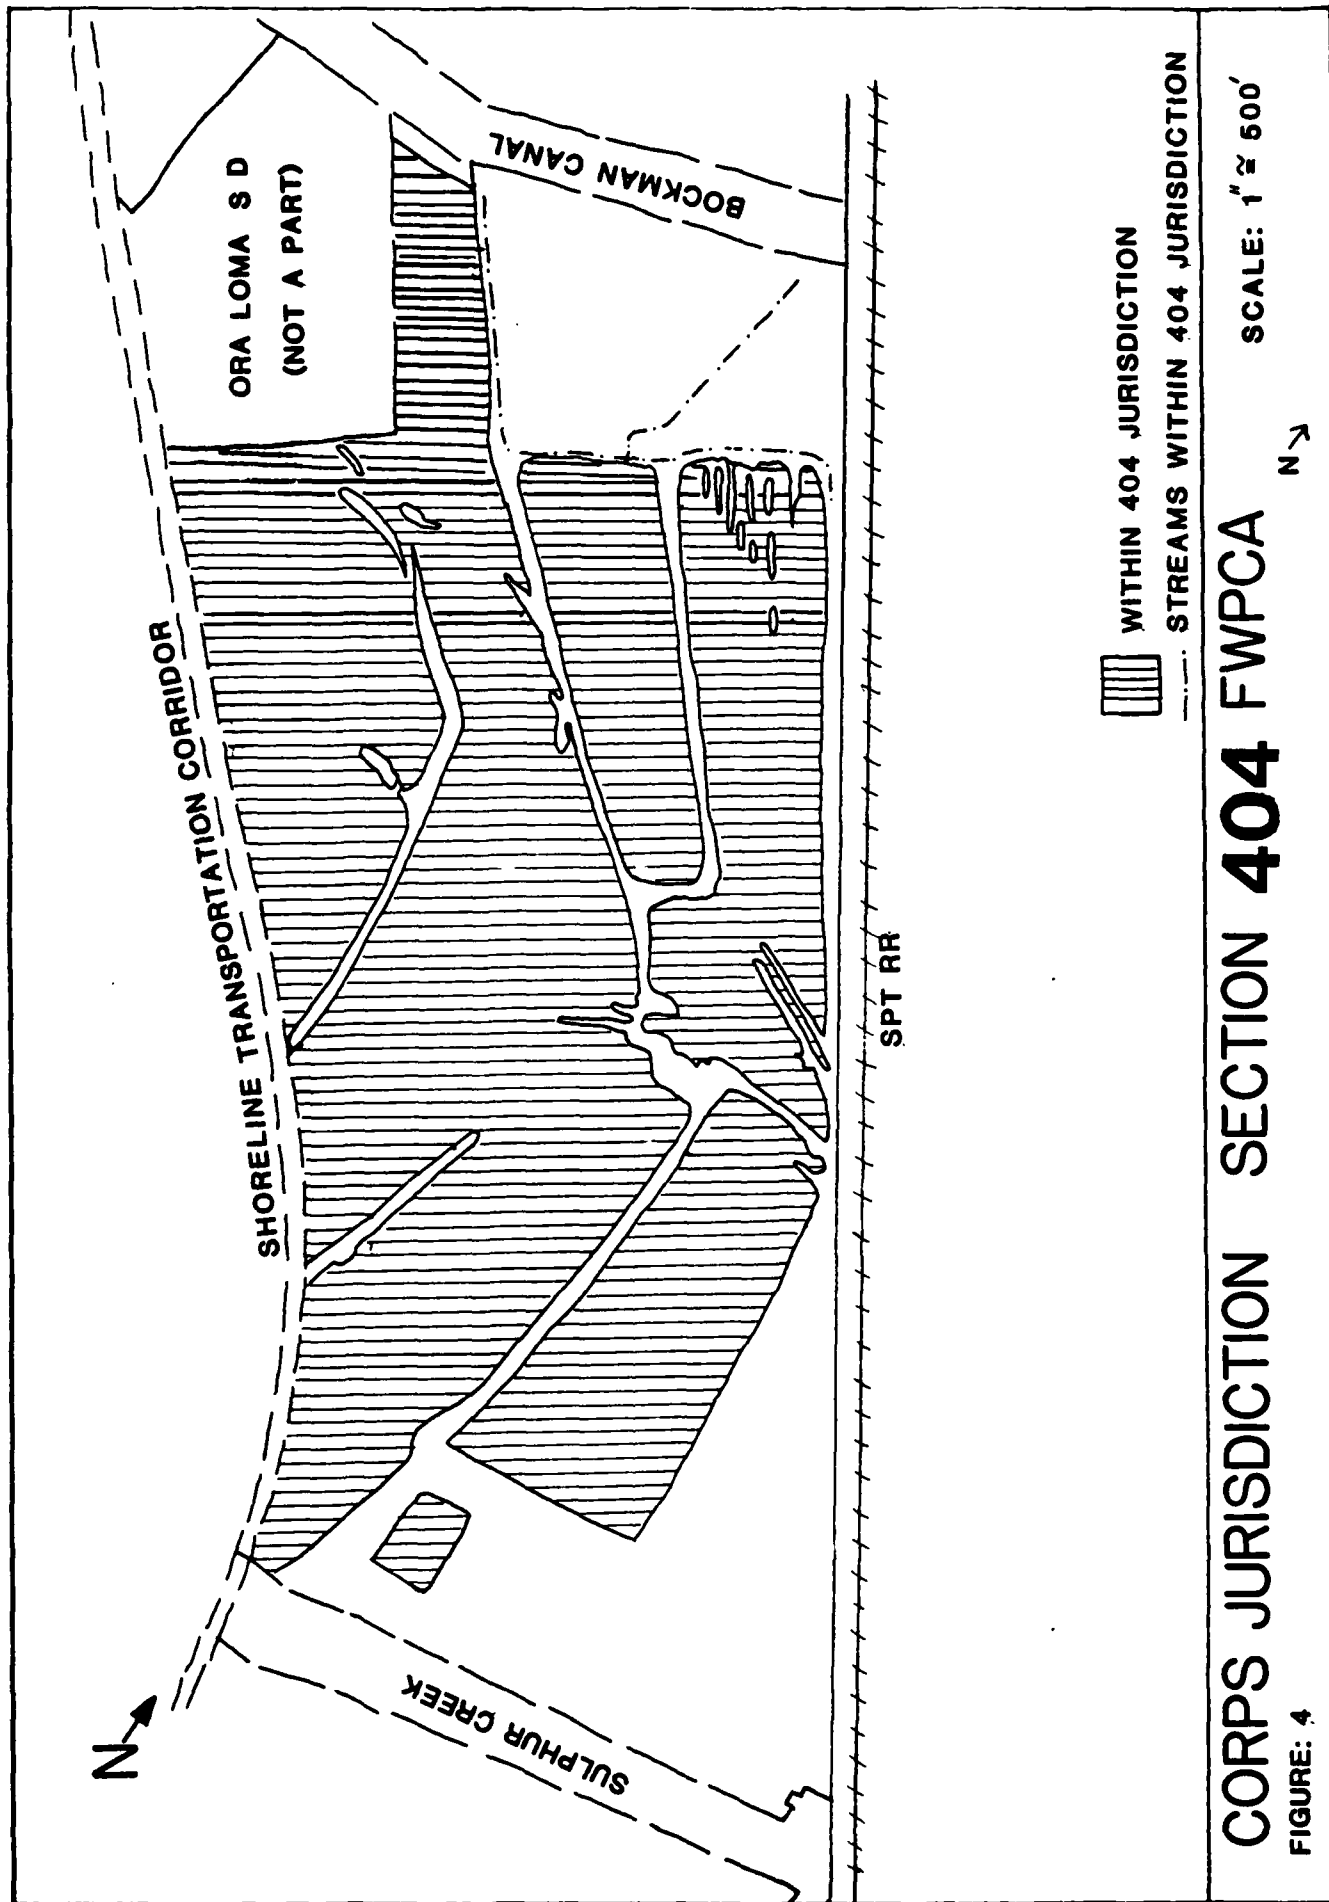 N
SHORELINE TRANSPORTATION CORRIDOR
ORA LOMA S D
(NOT A PART)
BOCKMAN CANAL
SULPHUR CREEK
SPT RR
WITHIN 404 JURISDICTION
STREAMS WITHIN 404 JURISDICTION
CORPS JURISDICTION SECTION 404 FWPCA
FIGURE: 4
N
SCALE: 1" ≈ 500'